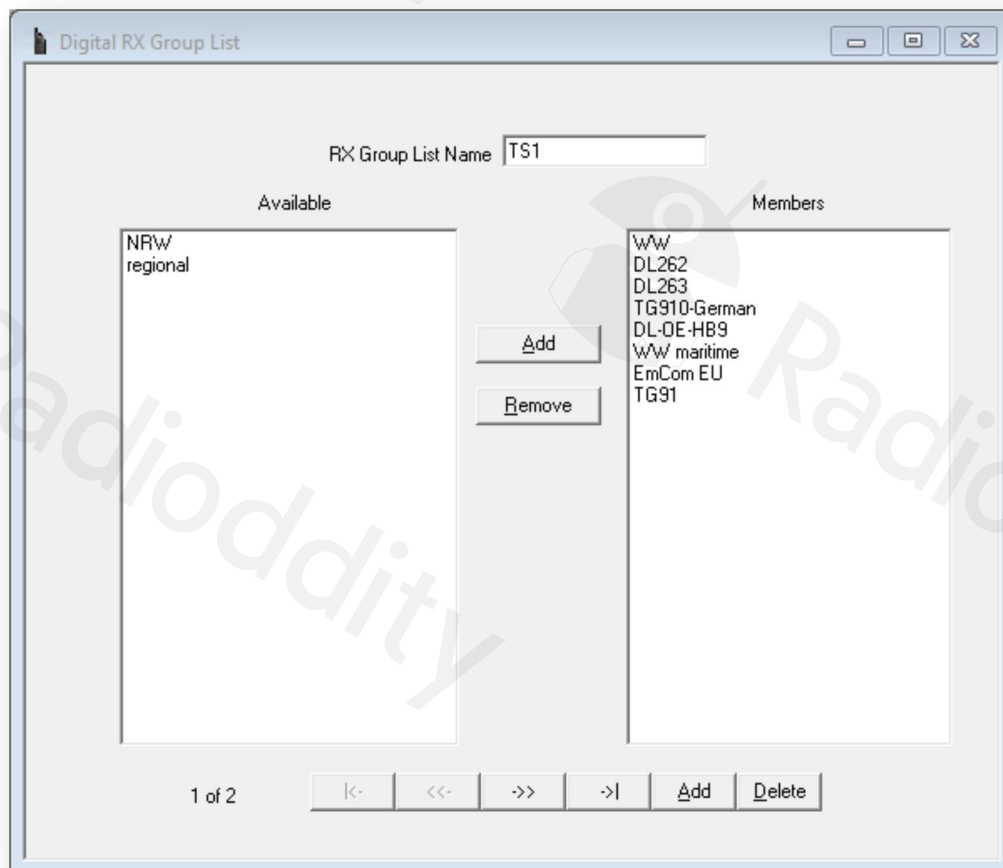 Digital RX Group List
RX Group List Name TS1
Available
Members
NRW
regional
Add
Remove
WW
DL262
DL263
TG910-German
DL-OE-HB9
WW maritime
EmCom EU
TG91
1 of 2
|<-
<<-
->>
->|
Add
Delete
Radioddity
Radio